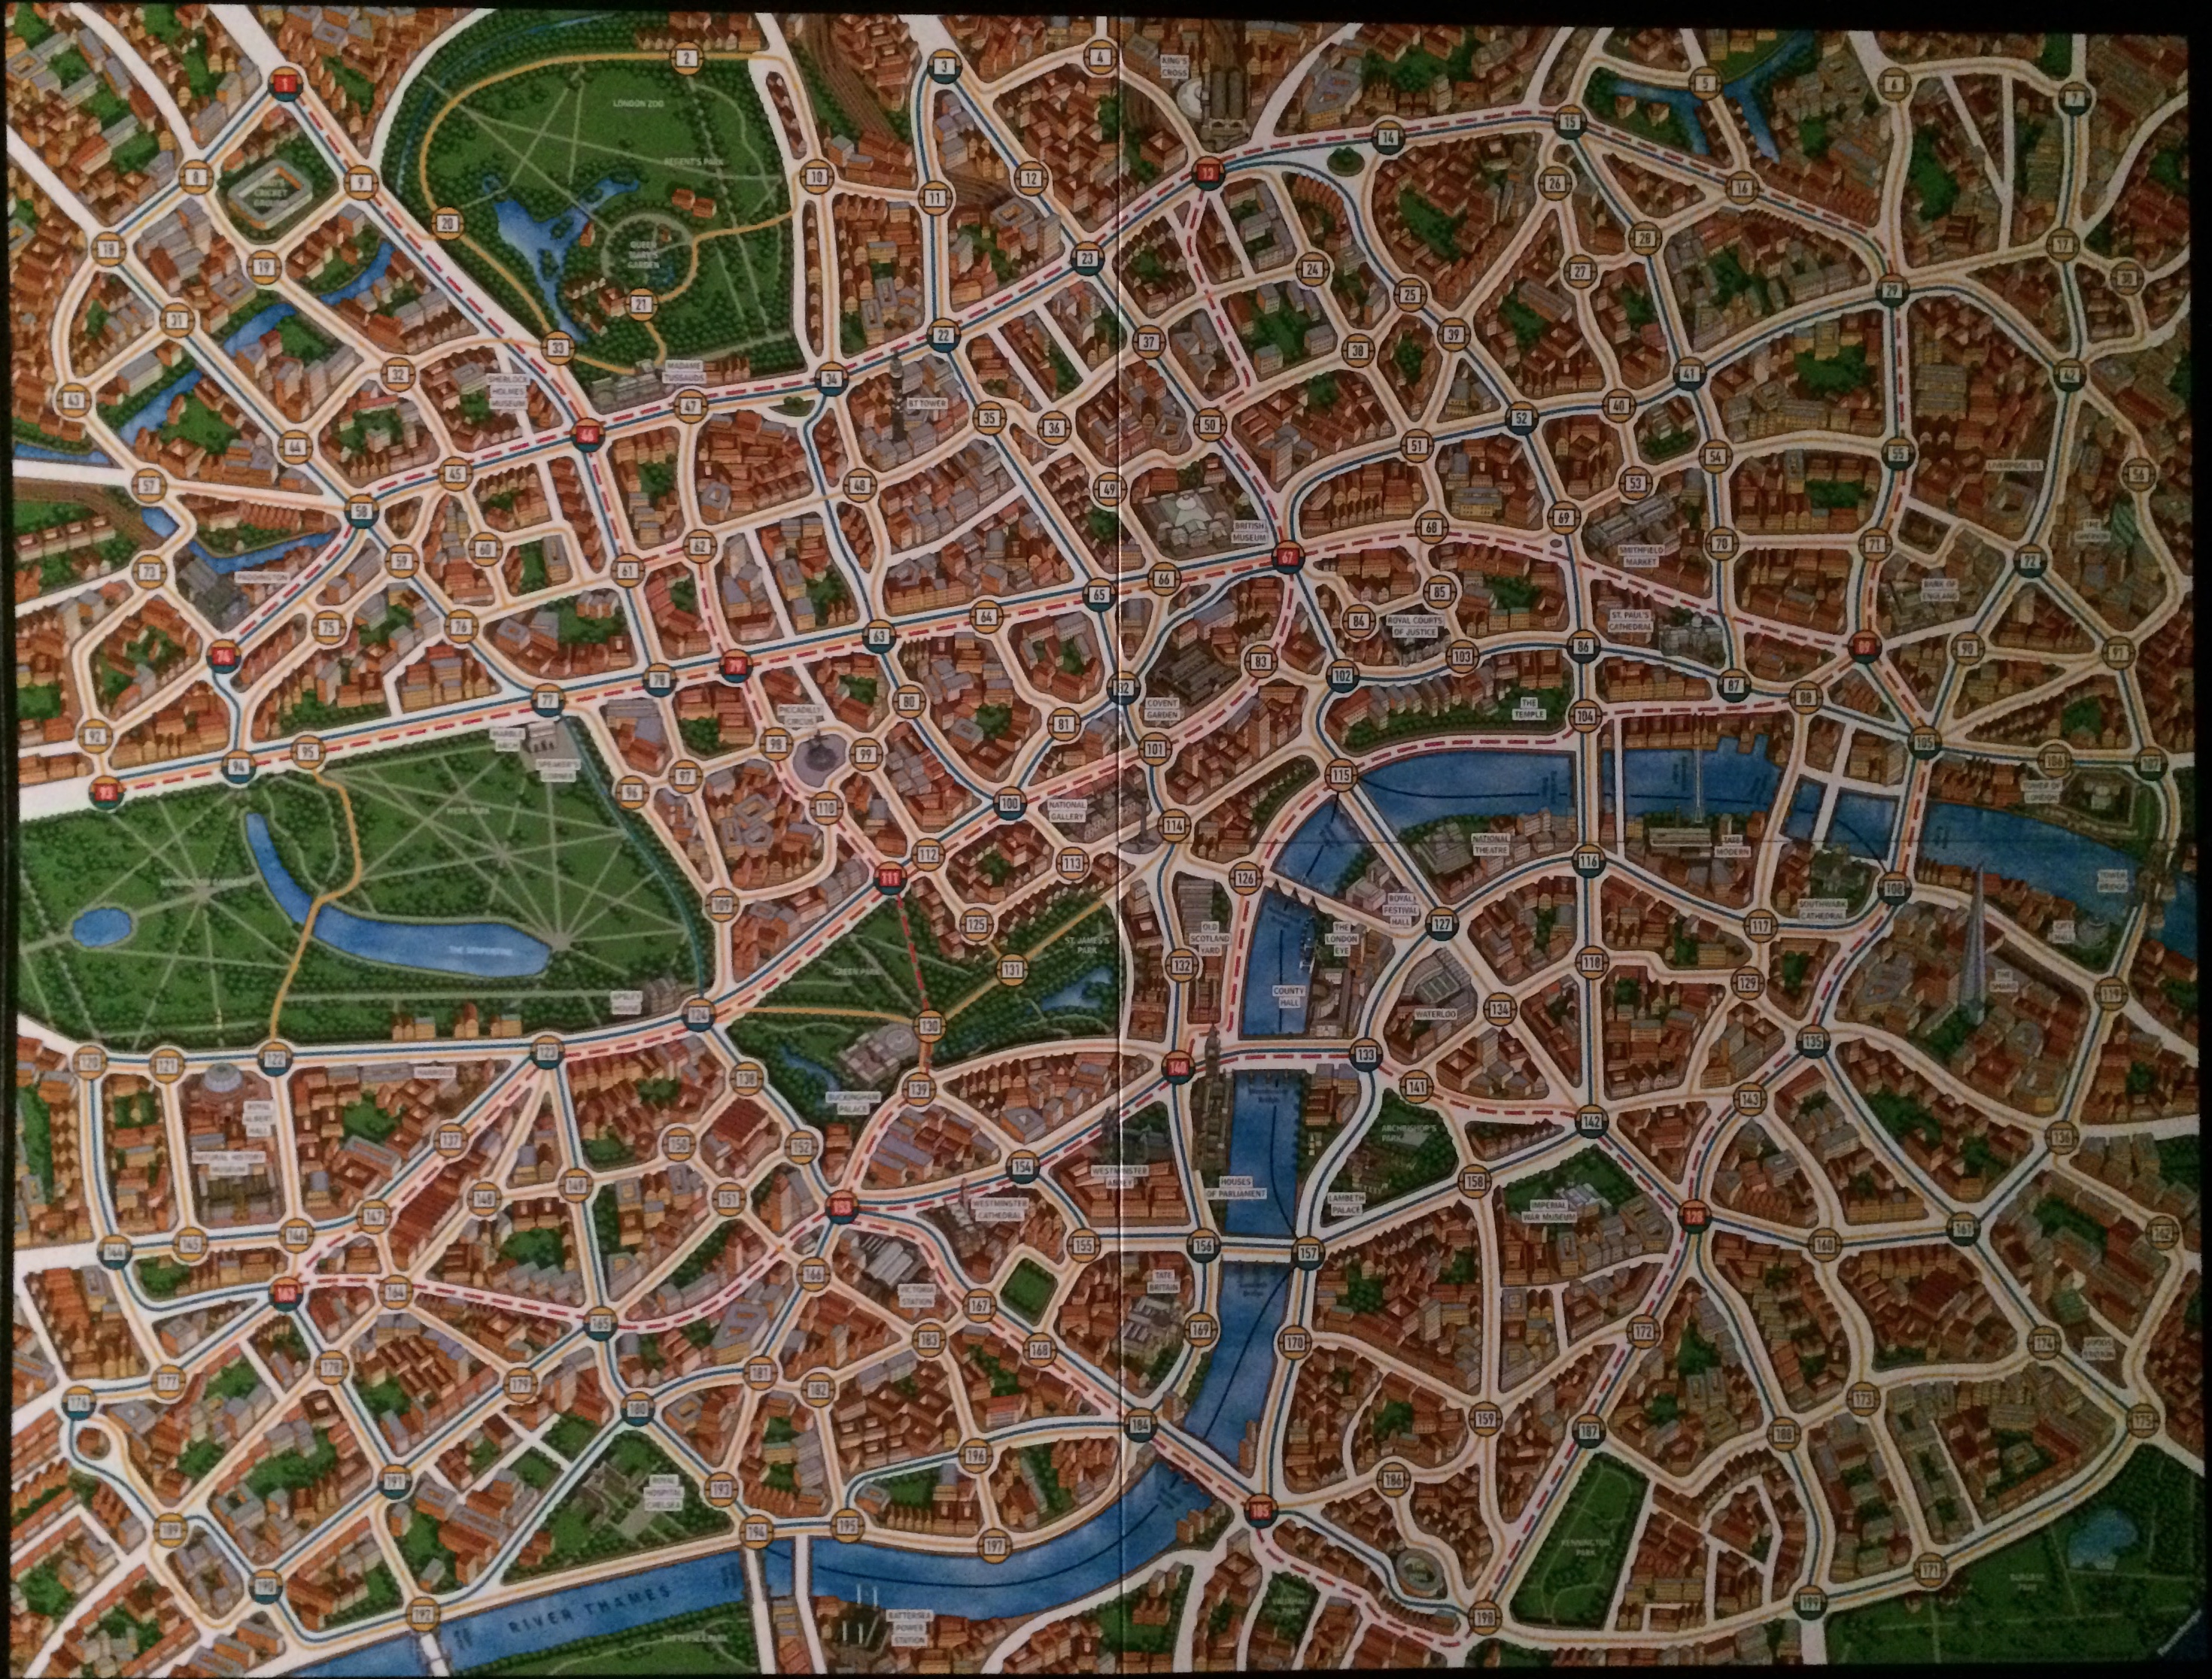 1
2
3
4
KING'S
CROSS
5
6
7
LONDON ZOO
REGENT'S PARK
8
9
10
11
12
13
14
15
16
17
CRICKET
GROUND
18
19
20
QUEEN
MARY'S
GARDEN
21
22
23
24
25
26
27
28
29
30
31
32
33
34
35
36
37
38
39
40
41
42
43
44
45
46
47
48
49
50
51
52
53
54
55
56
SHERLOCK
HOLMES
MUSEUM
MADAME
TUSSAUDS
BT TOWER
LIVERPOOL ST.
57
58
59
60
61
62
63
64
65
66
67
68
69
70
71
72
BRITISH
MUSEUM
SMITHFIELD
MARKET
THE
GHERKIN
BANK OF
ENGLAND
PADDINGTON
73
74
75
76
77
78
79
80
81
82
83
84
85
86
87
88
89
90
91
ROYAL COURTS
OF JUSTICE
ST. PAUL'S
CATHEDRAL
COVENT
GARDEN
THE
TEMPLE
PICCADILLY
CIRCUS
MARBLE
ARCH
SPEAKER'S
CORNER
92
93
94
95
96
97
98
99
100
101
102
103
104
105
106
107
HYDE PARK
NATIONAL
GALLERY
NATIONAL
THEATRE
TATE
MODERN
TOWER OF
LONDON
TOWER
BRIDGE
KENSINGTON GARDENS
THE SERPENTINE
108
109
110
111
112
113
114
115
116
117
118
119
SOUTHWARK
CATHEDRAL
CITY
HALL
THE
SHARD
ROYAL
FESTIVAL
HALL
THE
LONDON
EYE
OLD
SCOTLAND
YARD
COUNTY
HALL
WATERLOO
ST. JAMES'S
PARK
GREEN PARK
APSLEY
HOUSE
120
121
122
123
124
125
126
127
128
129
130
131
132
133
134
135
136
HARRODS
ROYAL
ALBERT
HALL
NATURAL HISTORY
MUSEUM
BUCKINGHAM
PALACE
ARCHBISHOP'S
PARK
137
138
139
140
141
142
143
144
145
146
147
148
149
150
151
152
153
154
155
156
157
158
159
160
161
162
WESTMINSTER
ABBEY
WESTMINSTER
CATHEDRAL
HOUSES
OF PARLIAMENT
LAMBETH
PALACE
IMPERIAL
WAR MUSEUM
VICTORIA
STATION
TATE
BRITAIN
163
164
165
166
167
168
169
170
171
172
173
174
175
176
177
178
179
180
181
182
183
184
185
186
187
188
189
190
191
192
193
194
195
196
197
198
199
ROYAL
HOSPITAL
CHELSEA
KENNINGTON
PARK
VAUXHALL
PARK
BURGESS
PARK
RIVER THAMES
BATTERSEA
POWER
STATION
BATTERSEA PARK
Ravensburger